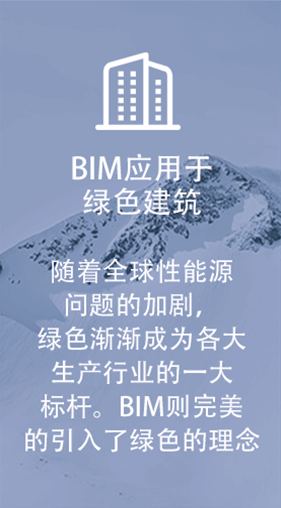 BIM应用于
绿色建筑
随着全球性能源
问题的加剧，
绿色渐渐成为各大
生产行业的一大
标杆。BIM则完美
的引入了绿色的理念